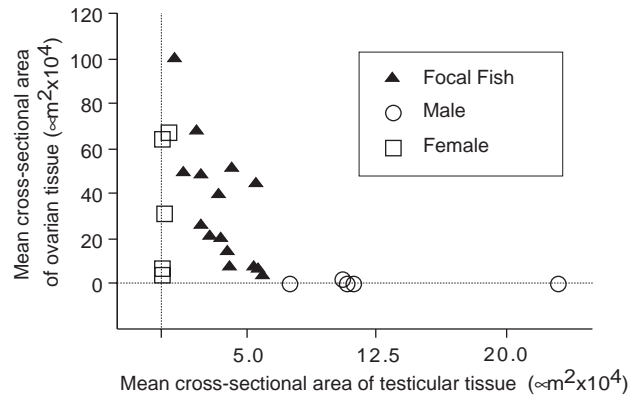 120
100
80
60
40
20
0
Mean cross-sectional area
of ovarian tissue (∝m²x10⁴)
Focal Fish
Male
Female
5.0 12.5 20.0
Mean cross-sectional area of testicular tissue (∝m²x10⁴)